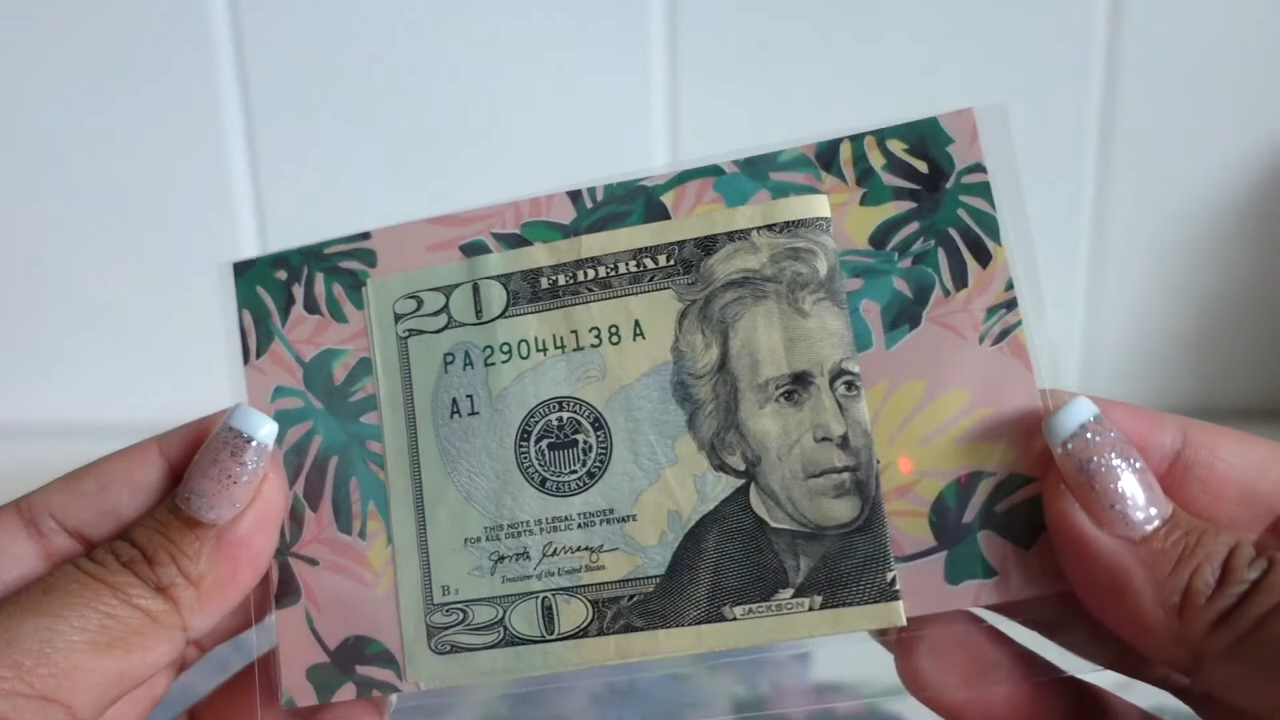 20
FEDERAL
PA 29044138 A
A1
UNITED STATES
FEDERAL RESERVE SYSTEM
THIS NOTE IS LEGAL TENDER
FOR ALL DEBTS, PUBLIC AND PRIVATE
Treasurer of the United States.
B3
20
JACKSON